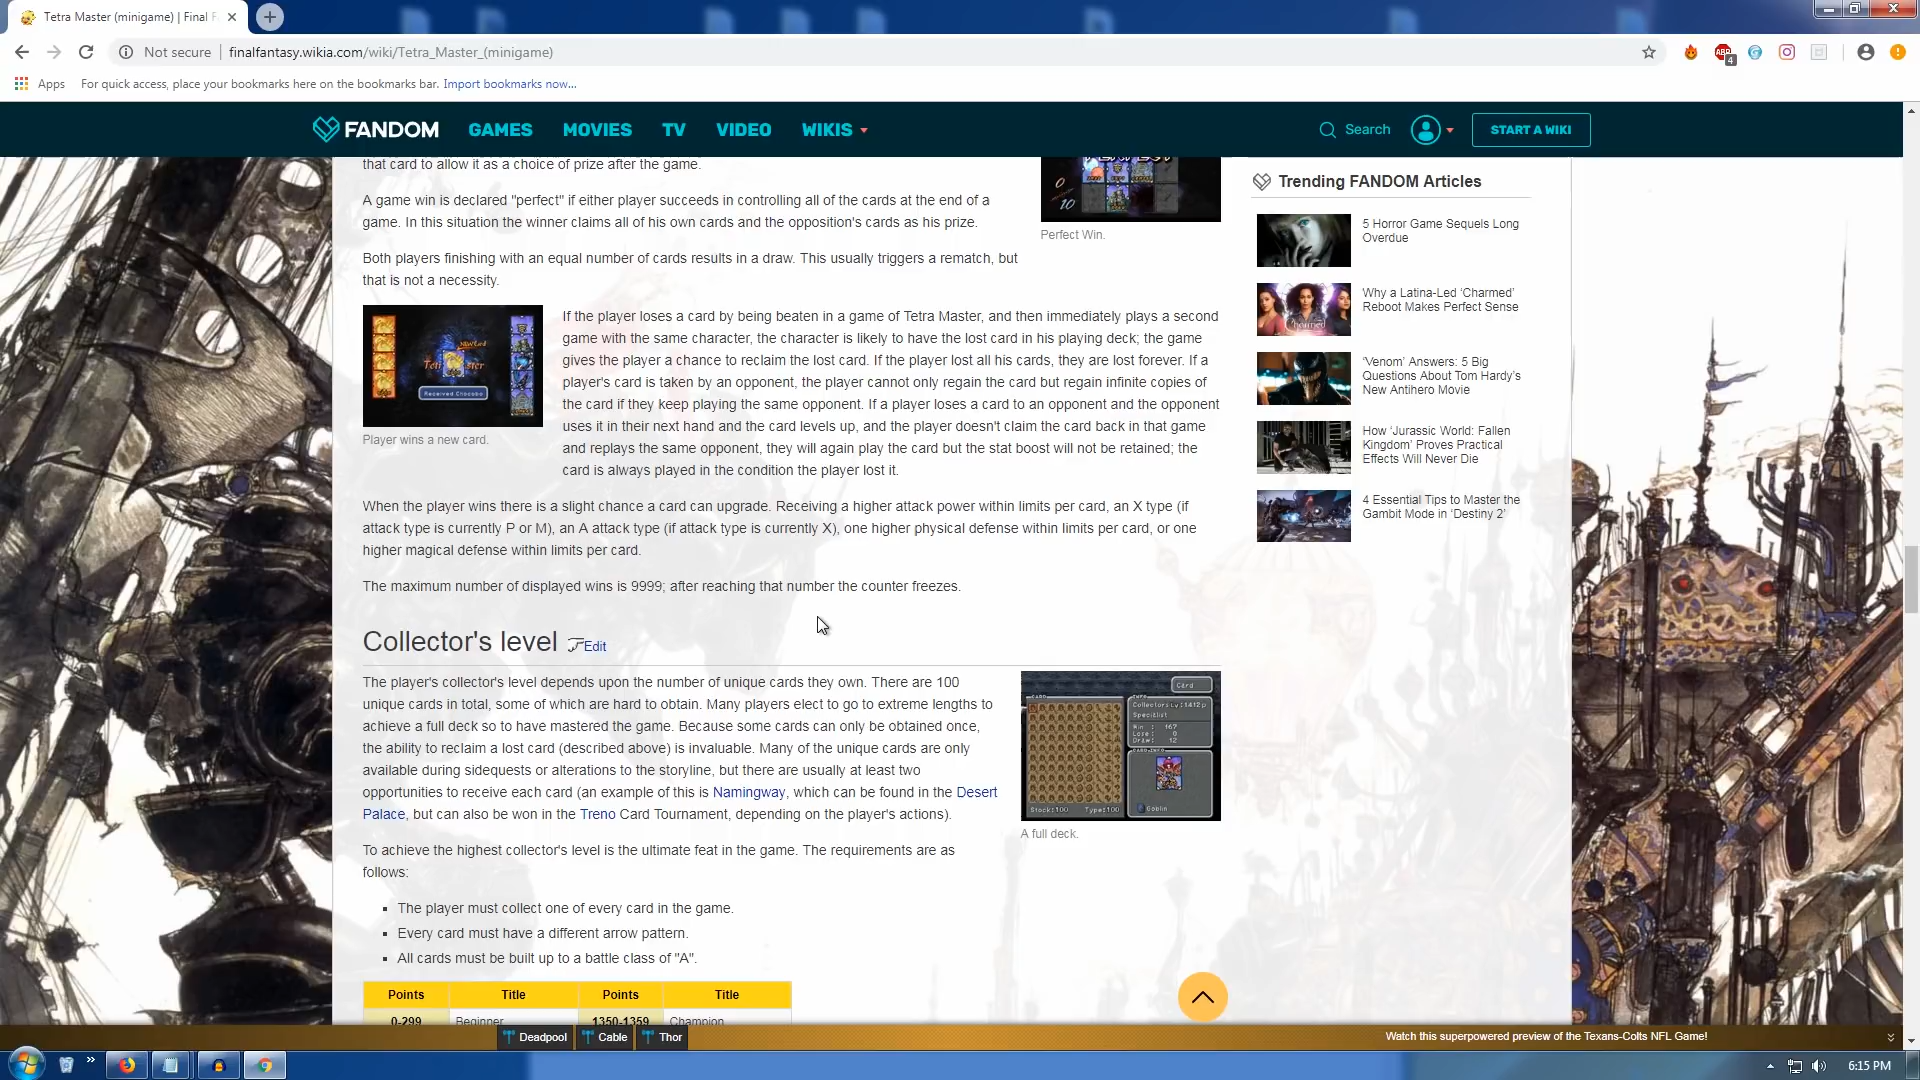 Tetra Master (minigame) | Final F
Not secure | finalfantasy.wikia.com/wiki/Tetra_Master_(minigame)
ABP
4
Apps For quick access, place your bookmarks here on the bookmarks bar. Import bookmarks now...
FANDOM GAMES MOVIES TV VIDEO WIKIS Search START A WIKI
that card to allow it as a choice of prize after the game.
A game win is declared "perfect" if either player succeeds in controlling all of the cards at the end of a
game. In this situation the winner claims all of his own cards and the opposition's cards as his prize.
0
10
Perfect Win.
Both players finishing with an equal number of cards results in a draw. This usually triggers a rematch, but
that is not a necessity.
Received Chocobo
Player wins a new card.
If the player loses a card by being beaten in a game of Tetra Master, and then immediately plays a second
game with the same character, the character is likely to have the lost card in his playing deck; the game
gives the player a chance to reclaim the lost card. If the player lost all his cards, they are lost forever. If a
player's card is taken by an opponent, the player cannot only regain the card but regain infinite copies of
the card if they keep playing the same opponent. If a player loses a card to an opponent and the opponent
uses it in their next hand and the card levels up, and the player doesn't claim the card back in that game
and replays the same opponent, they will again play the card but the stat boost will not be retained; the
card is always played in the condition the player lost it.
When the player wins there is a slight chance a card can upgrade. Receiving a higher attack power within limits per card, an X type (if
attack type is currently P or M), an A attack type (if attack type is currently X), one higher physical defense within limits per card, or one
higher magical defense within limits per card.
The maximum number of displayed wins is 9999; after reaching that number the counter freezes.
Collector's level Edit
The player's collector's level depends upon the number of unique cards they own. There are 100
unique cards in total, some of which are hard to obtain. Many players elect to go to extreme lengths to
achieve a full deck so to have mastered the game. Because some cards can only be obtained once,
the ability to reclaim a lost card (described above) is invaluable. Many of the unique cards are only
available during sidequests or alterations to the storyline, but there are usually at least two
opportunities to receive each card (an example of this is Namingway, which can be found in the Desert
Palace, but can also be won in the Treno Card Tournament, depending on the player's actions).
Card
Win : 167
Lose : 0
Draw : 12
Goblin
Stock:100 Type:100
A full deck.
To achieve the highest collector's level is the ultimate feat in the game. The requirements are as
follows:
The player must collect one of every card in the game.
Every card must have a different arrow pattern.
All cards must be built up to a battle class of "A".
Points Title Points Title
0-299 Beginner 1350-1359 Champion
Trending FANDOM Articles
5 Horror Game Sequels Long
Overdue
Why a Latina-Led ‘Charmed’
Reboot Makes Perfect Sense
‘Venom’ Answers: 5 Big
Questions About Tom Hardy’s
New Antihero Movie
How ‘Jurassic World: Fallen
Kingdom’ Proves Practical
Effects Will Never Die
4 Essential Tips to Master the
Gambit Mode in ‘Destiny 2’
Deadpool Cable Thor
Watch this superpowered preview of the Texans-Colts NFL Game!
6:15 PM